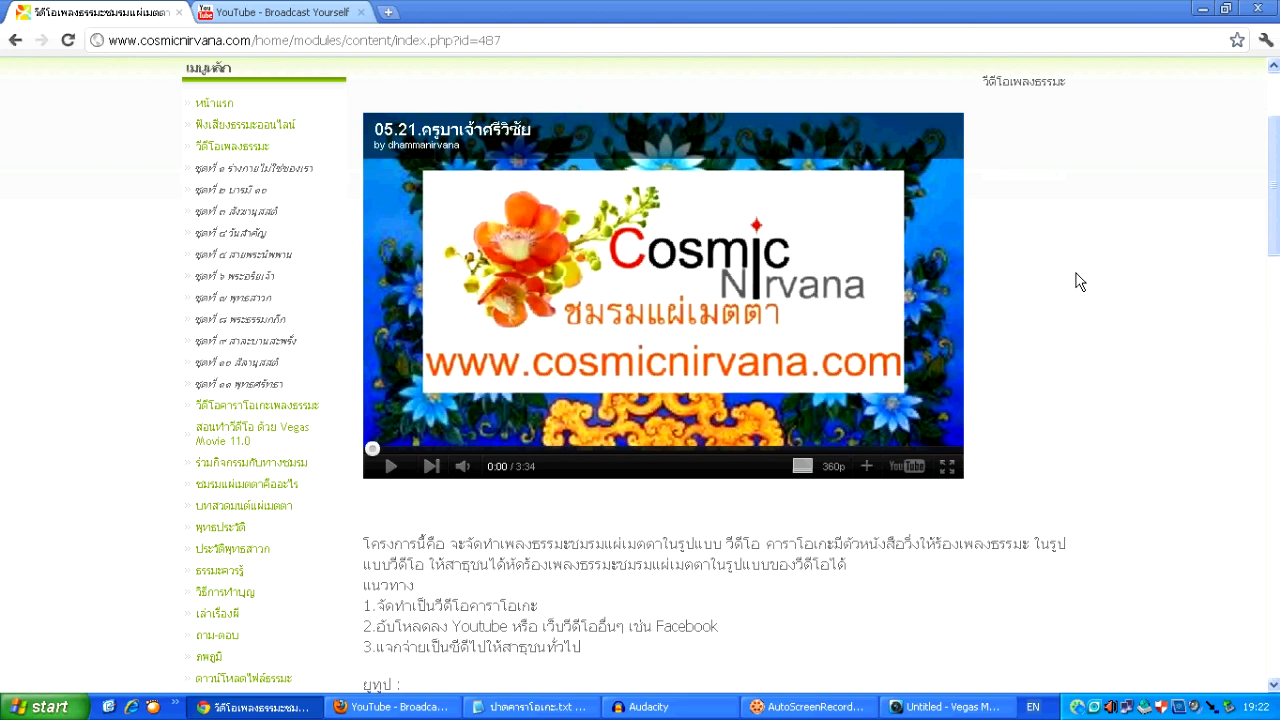 วีดีโอเพลงธรรมะชมรมแผ่เมตตา
YouTube - Broadcast Yourself
www.cosmicnirvana.com/home/modules/content/index.php?id=487
เมนูหลัก
หน้าแรก
ฟังเสียงธรรมะออนไลน์
วีดีโอเพลงธรรมะ
ชุดที่ ๑ ร่างกายไม่ใช่ของเรา
ชุดที่ ๒ บารมี ๑๐
ชุดที่ ๓ สังฆานุสสติ
ชุดที่ ๔ วันสำคัญ
ชุดที่ ๕ สายพระนิพพาน
ชุดที่ ๖ พระอริยเจ้า
ชุดที่ ๗ พุทธสาวก
ชุดที่ ๘
ชุดที่ ๙
ชุดที่ ๑๐ สีลานุสสติ
ชุดที่ ๑๑ พุทธศรัทธา
วีดีโอคาราโอเกะเพลงธรรมะ
สอนทำวีดีโอ ด้วย Vegas
Movie 11.0
ร่วมกิจกรรมกับทางชมรม
ชมรมแผ่เมตตาคืออะไร
บทสวดมนต์แผ่เมตตา
พุทธประวัติ
ประวัติพุทธสาวก
ธรรมะควรรู้
วิธีการทำบุญ
เล่าเรื่องผี
ถาม-ตอบ
ภพภูมิ
ดาวน์โหลดไฟล์ธรรมะ
วีดีโอเพลงธรรมะ
05.21.ครูบาเจ้าศรีวิชัย
by dhammanirvana
Cosmic
Nirvana
ชมรมแผ่เมตตา
www.cosmicnirvana.com
0:00 / 3:34
360p
YouTube
โครงการนี้คือ จะจัดทำเพลงธรรมะชมรมแผ่เมตตาในรูปแบบ วีดีโอ คาราโอเกะมีตัวหนังสือวิ่งให้ร้องเพลงธรรมะ ในรูป
แบบวีดีโอ ให้สาธุชนได้หัดร้องเพลงธรรมะชมรมแผ่เมตตาในรูปแบบของวีดีโอได้
แนวทาง
1.จัดทำเป็นวีดีโอคาราโอเกะ
2.อัปโหลดลง Youtube หรือ เว็บวีดีโออื่นๆ เช่น Facebook
3.แจกจ่ายเป็นซีดีไปให้สาธุชนทั่วไป
ยูทูป :
start
วีดีโอเพลงธรรมะชม...
YouTube - Broadca...
ปาตคาราโอเกะ.txt ...
Audacity
AutoScreenRecord...
Untitled - Vegas M...
EN
19:22